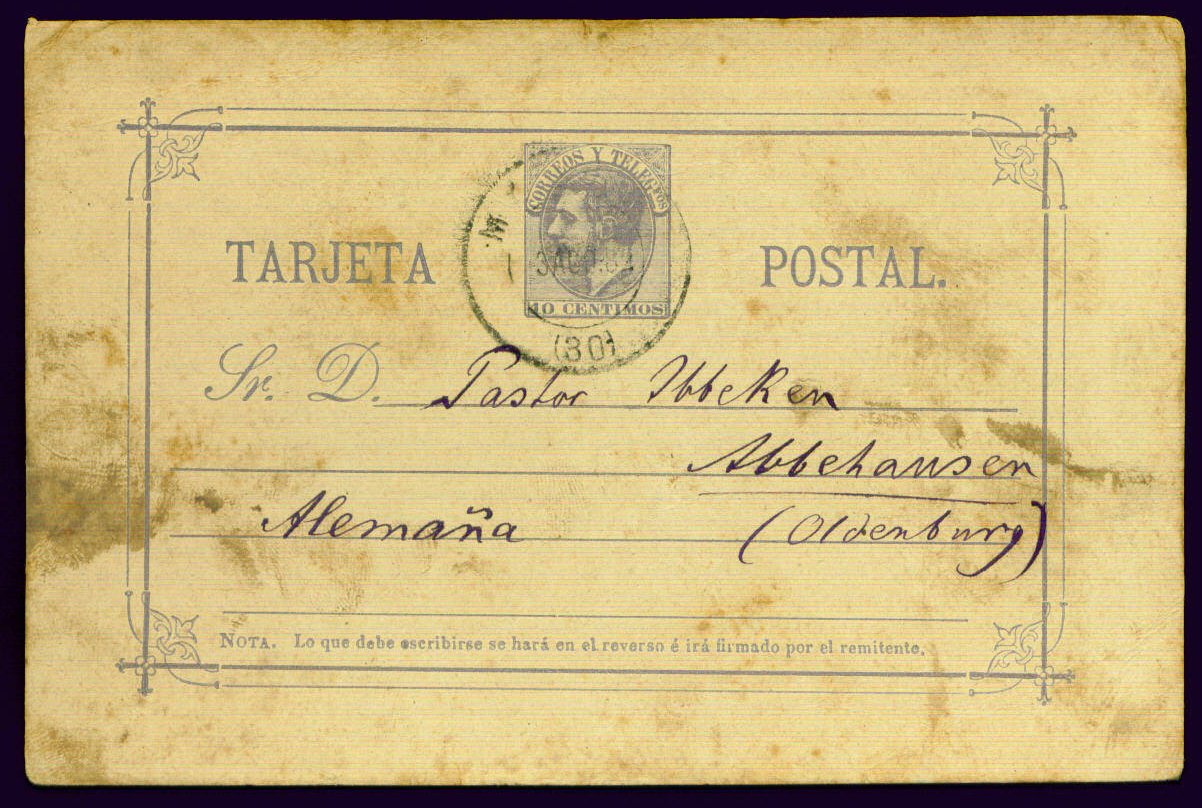 CORREOS Y TELEGFOS
TARJETA POSTAL.
10 CENTIMOS
(30)
Sr. D. Pastor Ibbeken
Abbehausen
Alemaña (Oldenburg)
NOTA. Lo que debe escribirse se hará en el reverso é irá firmado por el remitente.